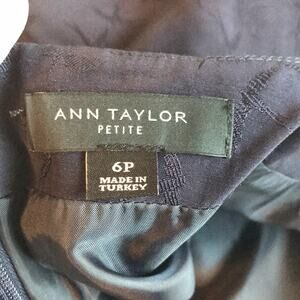 ANN TAYLOR
PETITE
6P
MADE IN
TURKEY